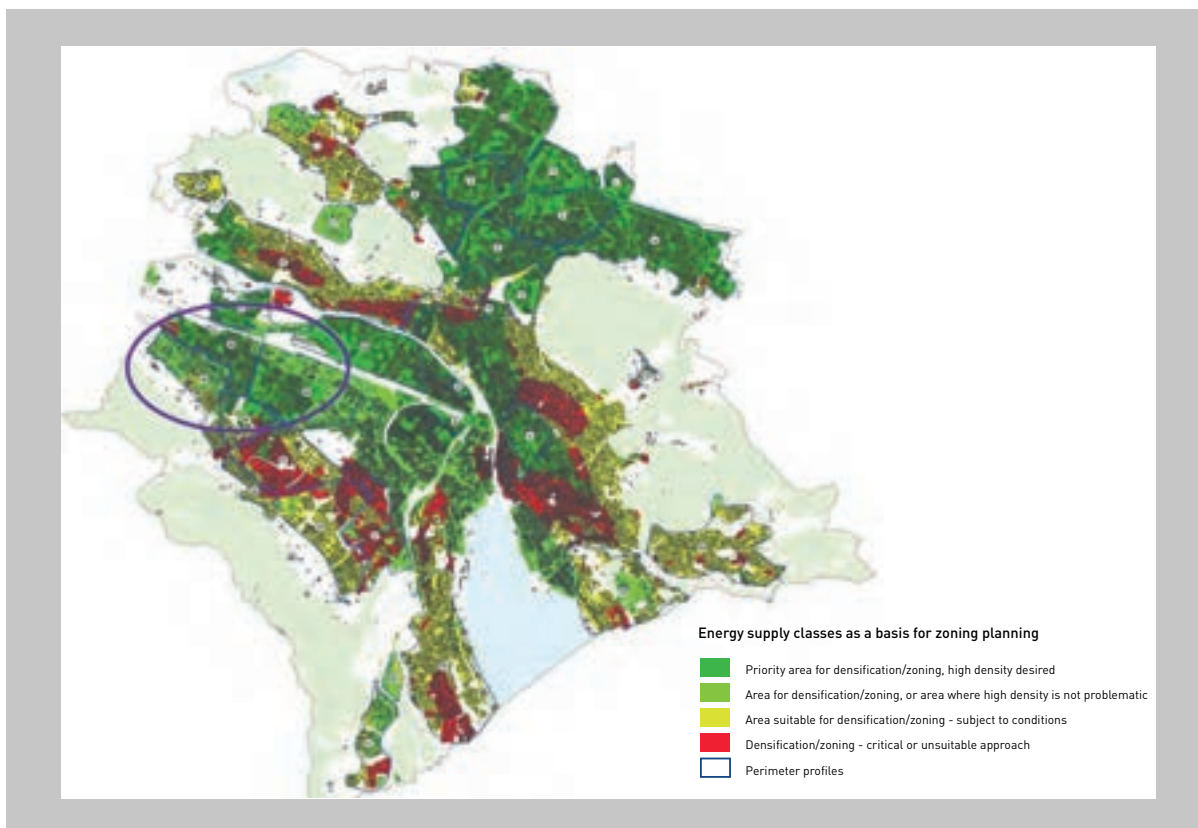 Energy supply classes as a basis for zoning planning
Priority area for densification/zoning, high density desired
Area for densification/zoning, or area where high density is not problematic
Area suitable for densification/zoning - subject to conditions
Densification/zoning - critical or unsuitable approach
Perimeter profiles